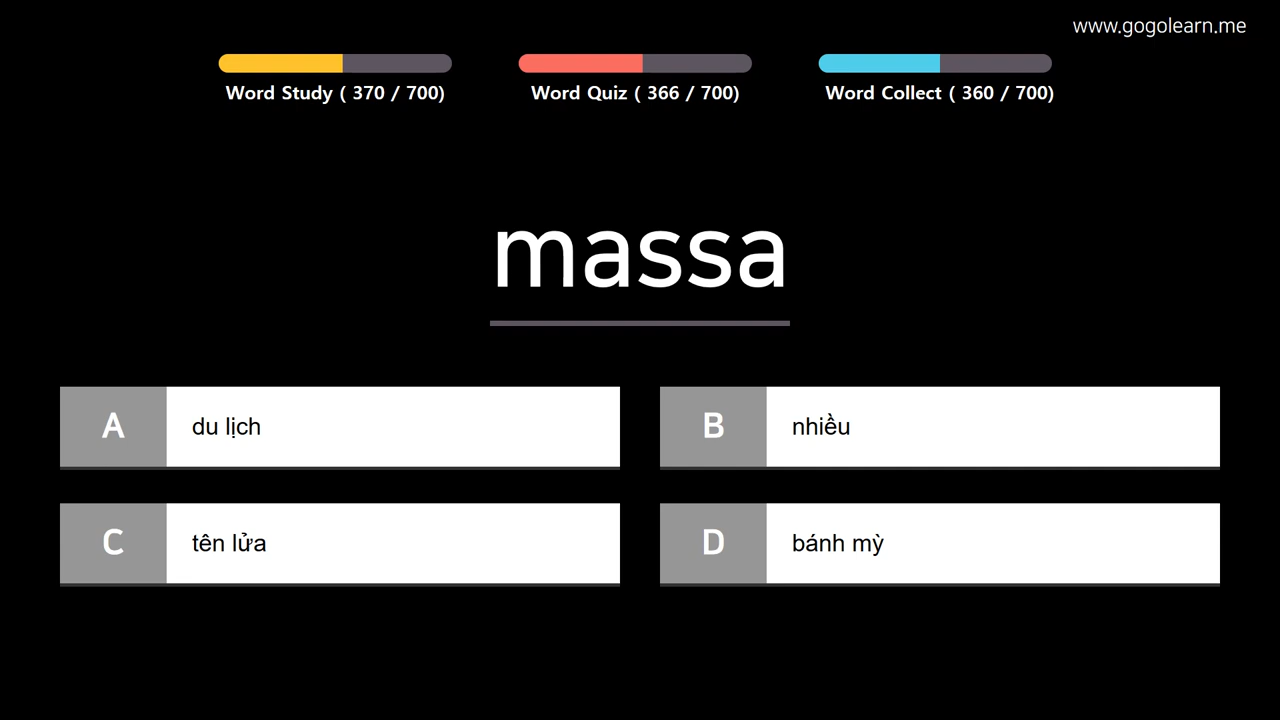 www.gogolearn.me
Word Study ( 370 / 700)
Word Quiz ( 366 / 700)
Word Collect ( 360 / 700)
massa
A
du lịch
B
nhiều
C
tên lửa
D
bánh mỳ